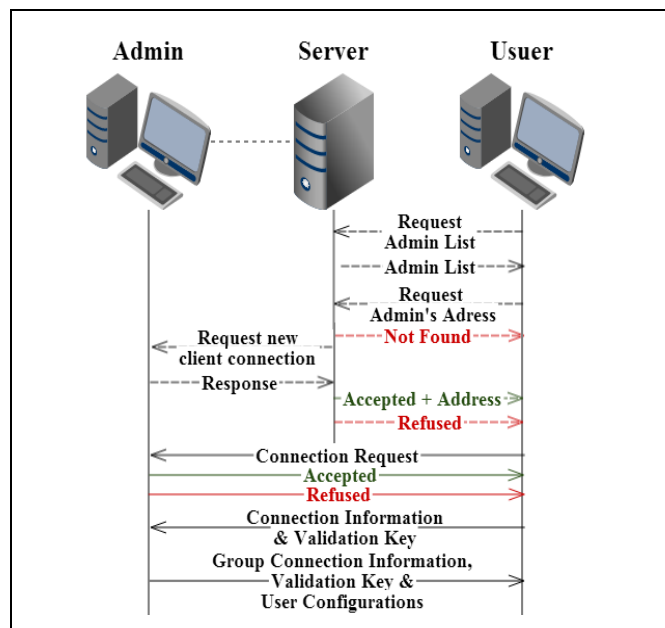 Admin
Server
Usuer
Request
Admin List
Admin List
Request
Admin's Adress
Not Found
Request new
client connection
Response
Accepted + Address
Refused
Connection Request
Accepted
Refused
Connection Information
& Validation Key
Group Connection Information,
Validation Key &
User Configurations